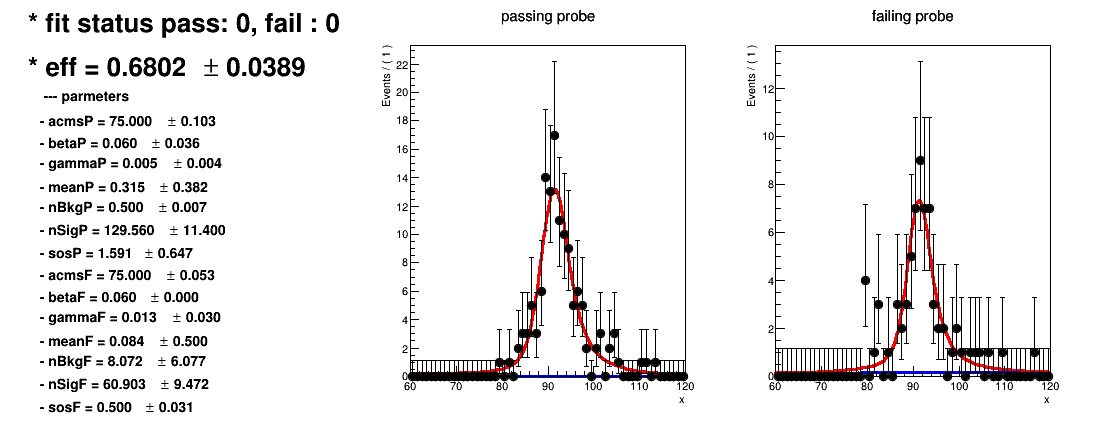 * fit status pass: 0, fail : 0
* eff = 0.6802 ± 0.0389
--- parmeters
- acmsP = 75.000 ± 0.103
- betaP = 0.060 ± 0.036
- gammaP = 0.005 ± 0.004
- meanP = 0.315 ± 0.382
- nBkgP = 0.500 ± 0.007
- nSigP = 129.560 ± 11.400
- sosP = 1.591 ± 0.647
- acmsF = 75.000 ± 0.053
- betaF = 0.060 ± 0.000
- gammaF = 0.013 ± 0.030
- meanF = 0.084 ± 0.500
- nBkgF = 8.072 ± 6.077
- nSigF = 60.903 ± 9.472
- sosF = 0.500 ± 0.031
passing probe
Events / ( 1 )
22
20
18
16
14
12
10
8
6
4
2
0
60 70 80 90 100 110 120
x
failing probe
Events / ( 1 )
12
10
8
6
4
2
0
60 70 80 90 100 110 120
x